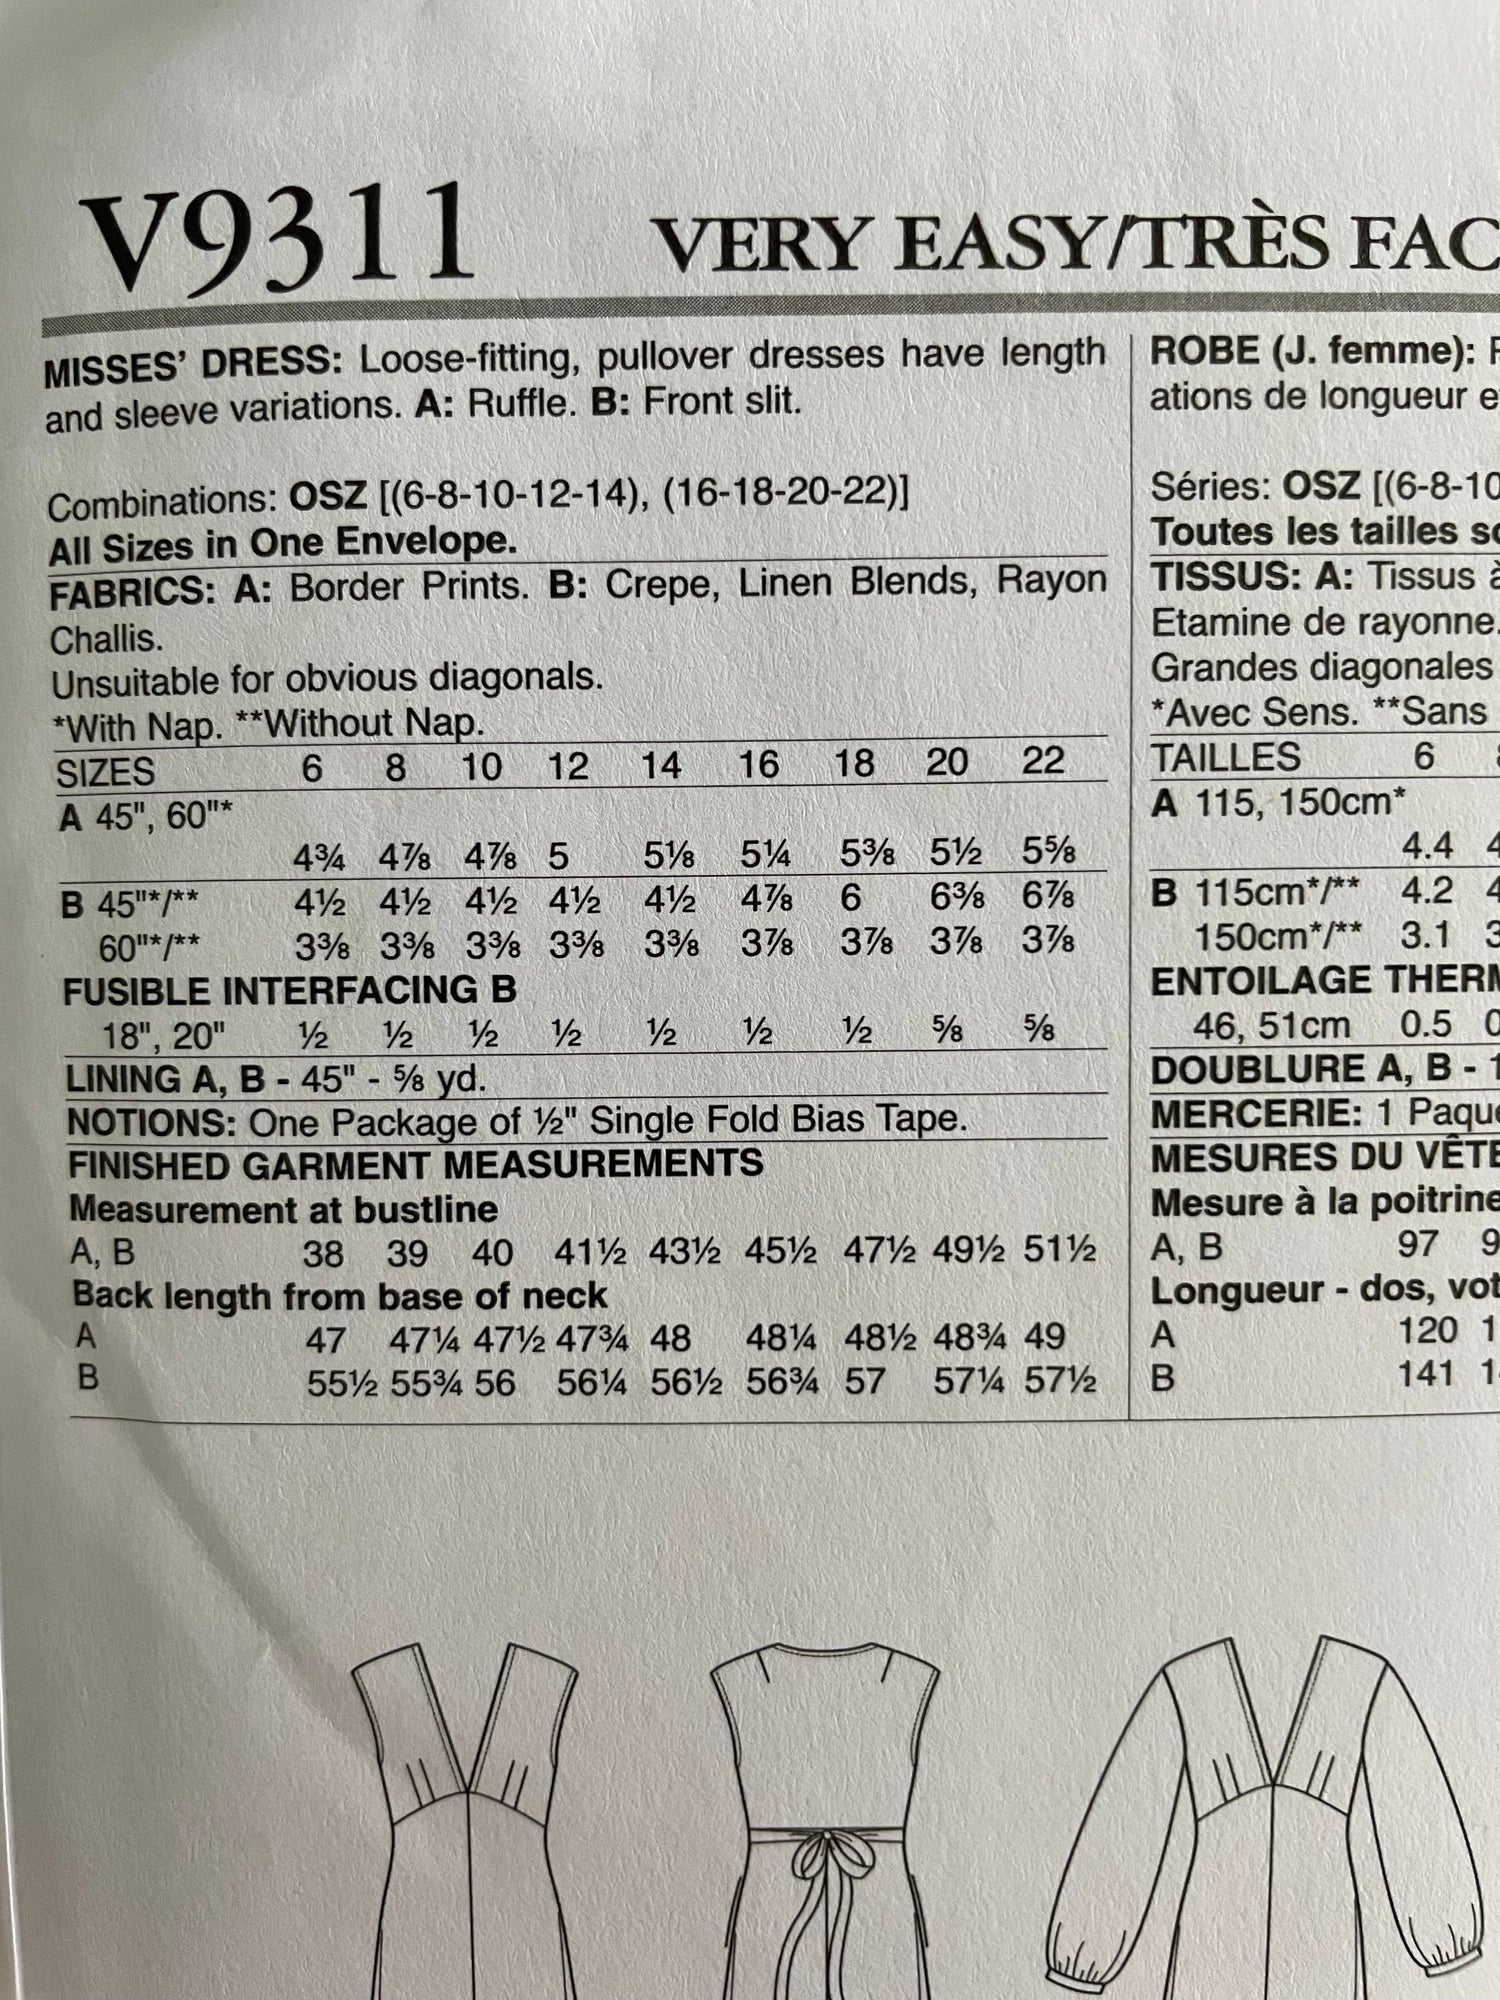 V9311
VERY EASY/TRÈS FAC
MISSES' DRESS: Loose-fitting, pullover dresses have length
and sleeve variations. A: Ruffle. B: Front slit.
Combinations: OSZ [(6-8-10-12-14), (16-18-20-22)]
All Sizes in One Envelope.
FABRICS: A: Border Prints. B: Crepe, Linen Blends, Rayon
Challis.
Unsuitable for obvious diagonals.
*With Nap. **Without Nap.
SIZES 6 8 10 12 14 16 18 20 22
A 45", 60"*
4¾ 4⅞ 4⅞ 5 5⅛ 5¼ 5⅜ 5½ 5⅝
B 45"*/** 4½ 4½ 4½ 4½ 4½ 4⅞ 6 6⅜ 6⅞
60"*/** 3⅜ 3⅜ 3⅜ 3⅜ 3⅜ 3⅞ 3⅞ 3⅞ 3⅞
FUSIBLE INTERFACING B
18", 20" ½ ½ ½ ½ ½ ½ ½ ⅝ ⅝
LINING A, B - 45" - ⅝ yd.
NOTIONS: One Package of ½" Single Fold Bias Tape.
FINISHED GARMENT MEASUREMENTS
Measurement at bustline
A, B 38 39 40 41½ 43½ 45½ 47½ 49½ 51½
Back length from base of neck
A 47 47¼ 47½ 47¾ 48 48¼ 48½ 48¾ 49
B 55½ 55¾ 56 56¼ 56½ 56¾ 57 57¼ 57½
ROBE (J. femme):
ations de longueur e
Séries: OSZ [(6-8-10
Toutes les tailles so
TISSUS: A: Tissus à
Etamine de rayonne.
Grandes diagonales
*Avec Sens. **Sans
TAILLES 6
A 115, 150cm*
4.4 4
B 115cm*/** 4.2 4
150cm*/** 3.1 3
ENTOILAGE THERM
46, 51cm 0.5 0
DOUBLURE A, B - 1
MERCERIE: 1 Paque
MESURES DU VÊTE
Mesure à la poitrine
A, B 97 9
Longueur - dos, vot
A 120 1
B 141 1